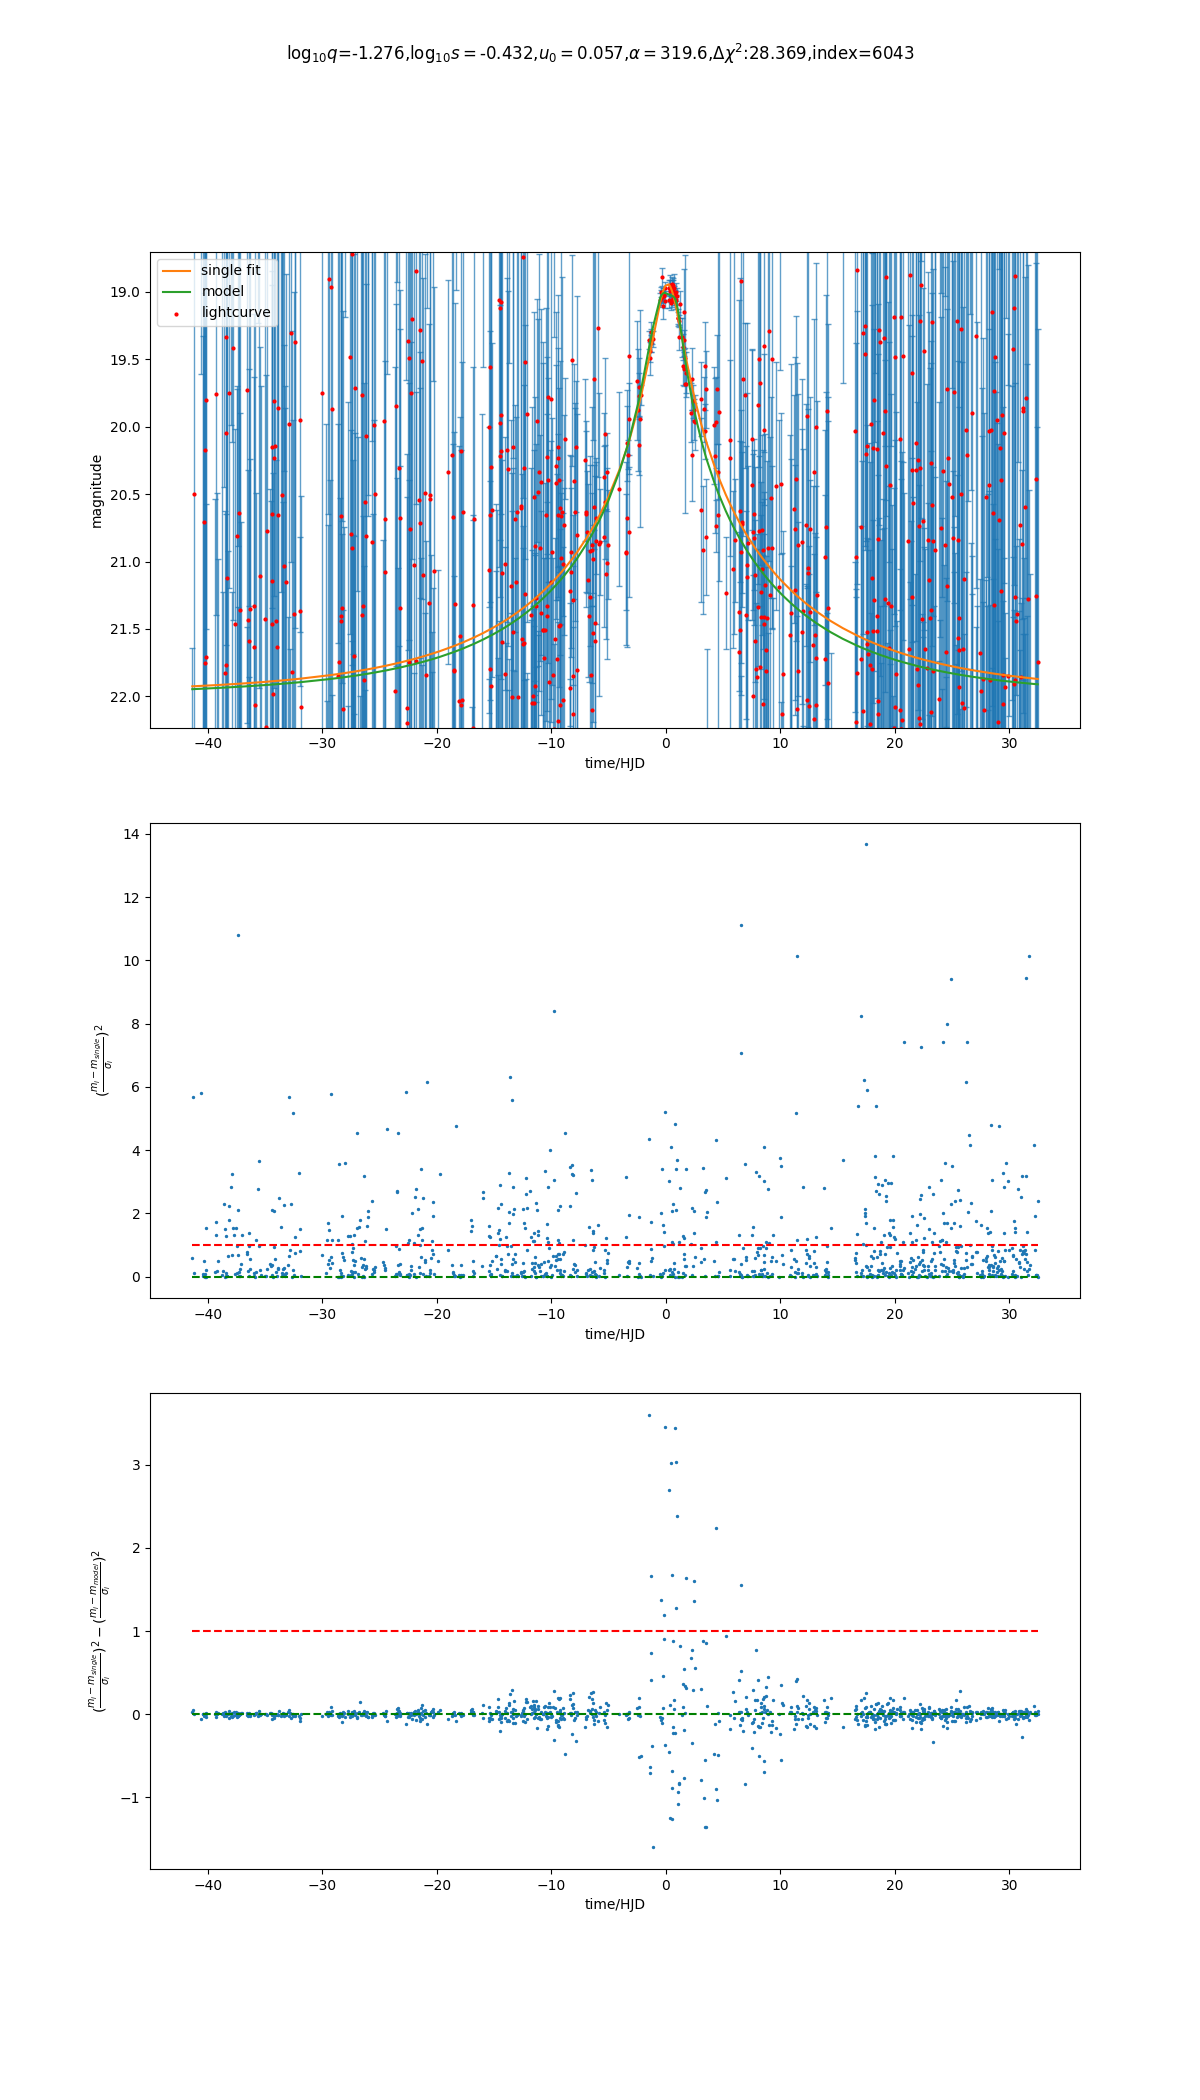 log₁₀q=-1.276,log₁₀s = -0.432,u₀ = 0.057,α = 319.6,Δχ²:28.369,index=6043
single fit
model
lightcurve
19.0
19.5
20.0
20.5
21.0
21.5
22.0
magnitude
−40 −30 −20 −10 0 10 20 30
time/HJD
14
12
10
8
6
4
2
0
((mᵢ − m_single)/σᵢ)²
−40 −30 −20 −10 0 10 20 30
time/HJD
3
2
1
0
−1
((mᵢ − m_single)/σᵢ)² − ((mᵢ − m_model)/σᵢ)²
−40 −30 −20 −10 0 10 20 30
time/HJD